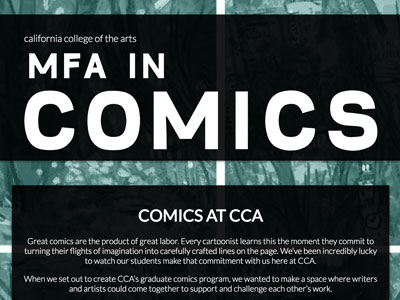 california college of the arts
MFA IN
COMICS
COMICS AT CCA
Great comics are the product of great labor. Every cartoonist learns this the moment they commit to
turning their flights of imagination into carefully crafted lines on the page. We've been incredibly lucky
to watch our students make that commitment with us here at CCA.
When we set out to create CCA's graduate comics program, we wanted to make a space where writers
and artists could come together to support and challenge each other's work.